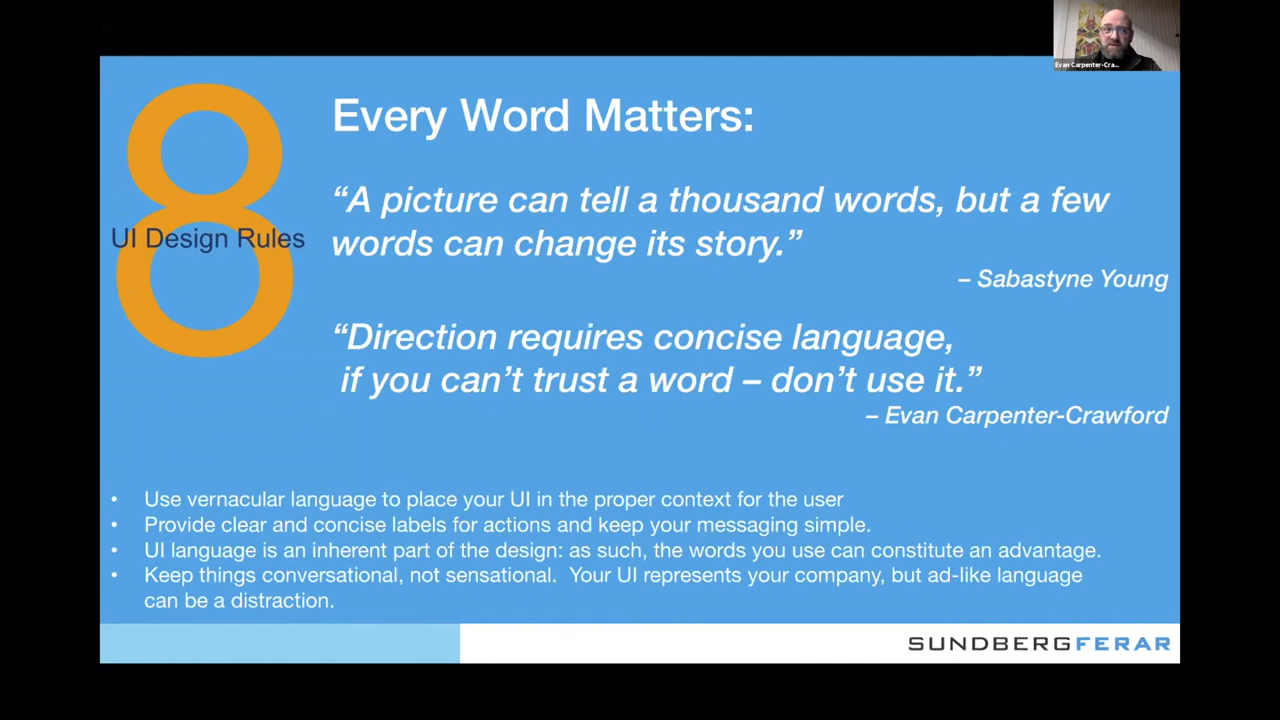 Evan Carpenter-Cra...
8
UI Design Rules
Every Word Matters:
“A picture can tell a thousand words, but a few
words can change its story.”
– Sabastyne Young
“Direction requires concise language,
if you can’t trust a word – don’t use it.”
– Evan Carpenter-Crawford
• Use vernacular language to place your UI in the proper context for the user
• Provide clear and concise labels for actions and keep your messaging simple.
• UI language is an inherent part of the design: as such, the words you use can constitute an advantage.
• Keep things conversational, not sensational.  Your UI represents your company, but ad-like language
can be a distraction.
SUNDBERGFERAR